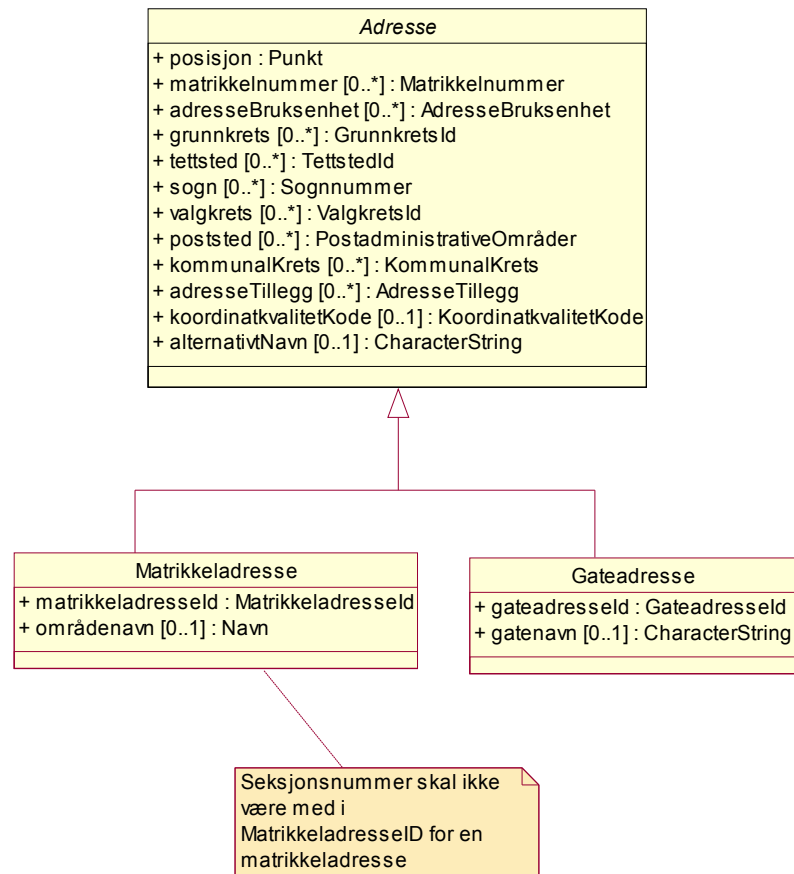 Adresse
+ posisjon : Punkt
+ matrikkelnummer [0..*] : Matrikkelnummer
+ adresseBruksenhet [0..*] : AdresseBruksenhet
+ grunnkrets [0..*] : GrunnkretsId
+ tettsted [0..*] : TettstedId
+ sogn [0..*] : Sognnummer
+ valgkrets [0..*] : ValgkretsId
+ poststed [0..*] : PostadministrativeOmråder
+ kommunalKrets [0..*] : KommunalKrets
+ adresseTillegg [0..*] : AdresseTillegg
+ koordinatkvalitetKode [0..1] : KoordinatkvalitetKode
+ alternativtNavn [0..1] : CharacterString
Matrikkeladresse
+ matrikkeladresseId : MatrikkeladresseId
+ områdenavn [0..1] : Navn
Gateadresse
+ gateadresseId : GateadresseId
+ gatenavn [0..1] : CharacterString
Seksjonsnummer skal ikke
være med i
MatrikkeladresseID for en
matrikkeladresse